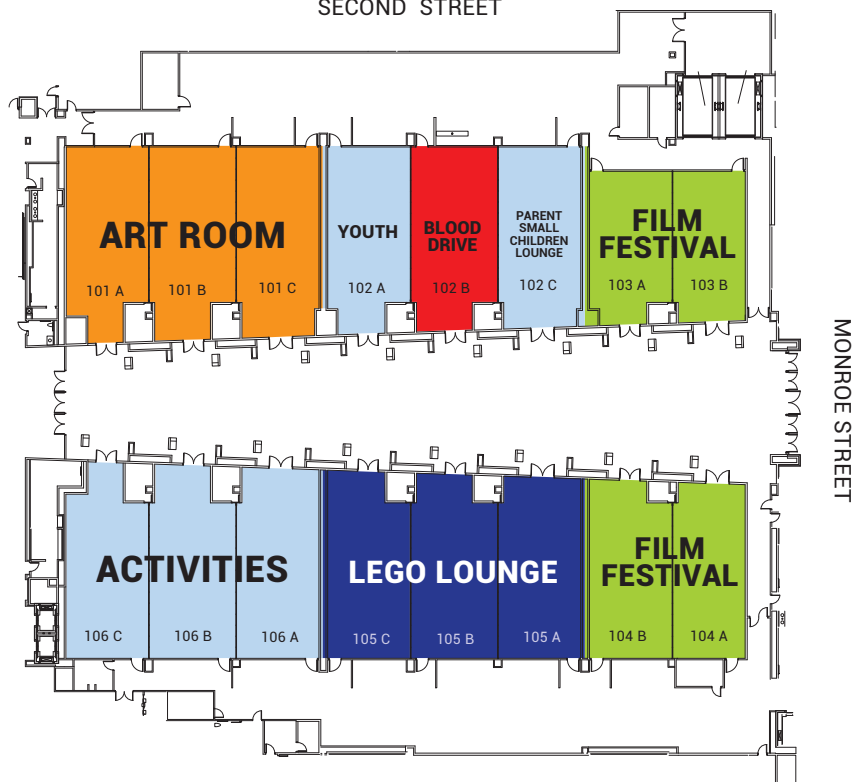 SECOND STREET
ART ROOM
101 A
101 B
101 C
YOUTH
102 A
BLOOD
DRIVE
102 B
PARENT
SMALL
CHILDREN
LOUNGE
102 C
FILM
FESTIVAL
103 A
103 B
MONROE STREET
ACTIVITIES
106 C
106 B
106 A
LEGO LOUNGE
105 C
105 B
105 A
FILM
FESTIVAL
104 B
104 A